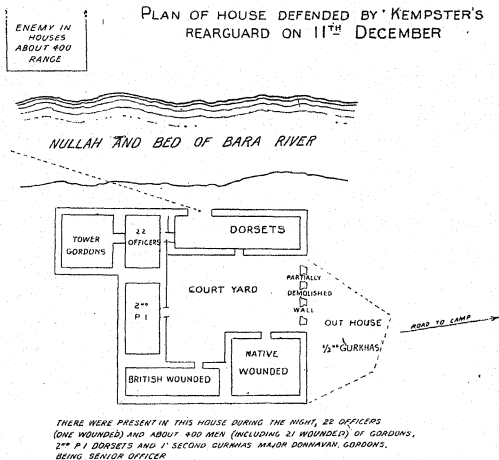 ENEMY IN
HOUSES
ABOUT 400
RANGE
PLAN OF HOUSE DEFENDED BY KEMPSTER'S
REARGUARD ON 11TH DECEMBER
NULLAH AND BED OF BARA RIVER
TOWER
GORDONS
22
OFFICERS
DORSETS
COURT YARD
PARTIALLY
DEMOLISHED
WALL
2ND
P I
OUT HOUSE
GURKHAS
ROAD TO CAMP
NATIVE
WOUNDED
BRITISH WOUNDED
THERE WERE PRESENT IN THIS HOUSE DURING THE NIGHT, 22 OFFICERS
(ONE WOUNDED) AND ABOUT 400 MEN (INCLUDING 21 WOUNDED) OF GORDONS,
2ND P I DORSETS AND 1' SECOND GURKHAS MAJOR DONNAVAN, GORDONS,
BEING SENIOR OFFICER